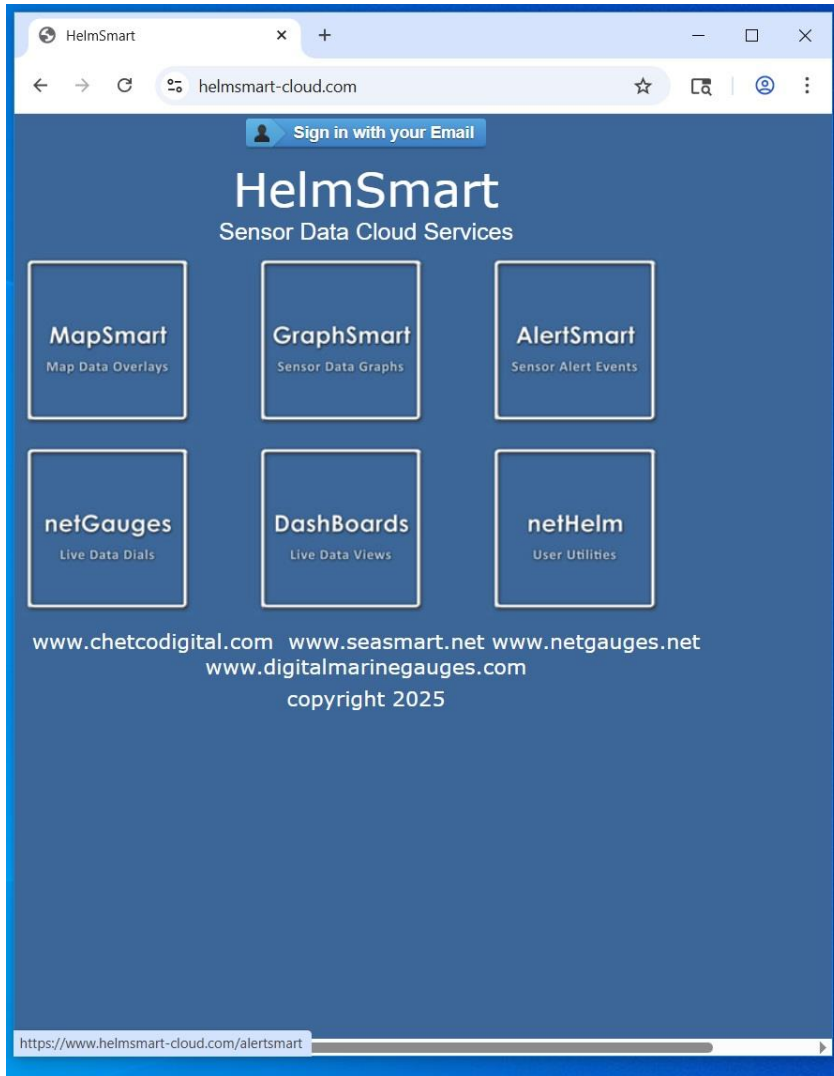 HelmSmart
helmsmart-cloud.com
Sign in with your Email
HelmSmart
Sensor Data Cloud Services
MapSmart
Map Data Overlays
GraphSmart
Sensor Data Graphs
AlertSmart
Sensor Alert Events
netGauges
Live Data Dials
DashBoards
Live Data Views
netHelm
User Utilities
www.chetcodigital.com www.seasmart.net www.netgauges.net
www.digitalmarinegauges.com
copyright 2025
https://www.helmsmart-cloud.com/alertsmart